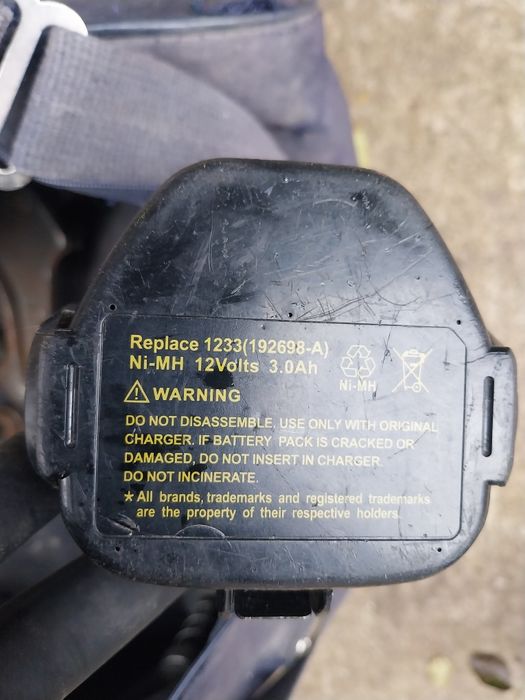 Replace 1233(192698-A)
Ni-MH 12Volts 3.0Ah
Ni-MH
WARNING
DO NOT DISASSEMBLE, USE ONLY WITH ORIGINAL
CHARGER. IF BATTERY PACK IS CRACKED OR
DAMAGED, DO NOT INSERT IN CHARGER.
DO NOT INCINERATE.
* All brands, trademarks and registered trademarks
are the property of their respective holders.